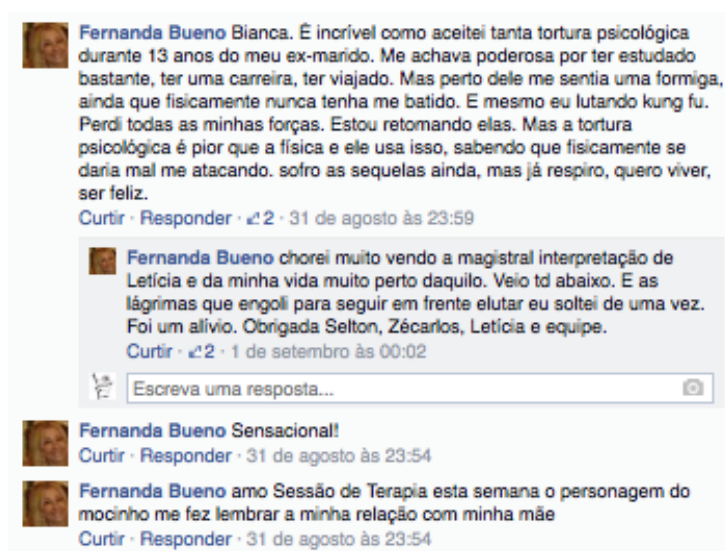 Fernanda Bueno Bianca. É incrível como aceitei tanta tortura psicológica
durante 13 anos do meu ex-marido. Me achava poderosa por ter estudado
bastante, ter uma carreira, ter viajado. Mas perto dele me sentia uma formiga,
ainda que fisicamente nunca tenha me batido. E mesmo eu lutando kung fu.
Perdi todas as minhas forças. Estou retomando elas. Mas a tortura
psicológica é pior que a física e ele usa isso, sabendo que fisicamente se
daria mal me atacando. sofro as sequelas ainda, mas já respiro, quero viver,
ser feliz.
Curtir · Responder · 2 · 31 de agosto às 23:59
Fernanda Bueno chorei muito vendo a magistral interpretação de
Letícia e da minha vida muito perto daquilo. Veio td abaixo. E as
lágrimas que engoli para seguir em frente elutar eu soltei de uma vez.
Foi um alívio. Obrigada Selton, Zécarlos, Letícia e equipe.
Curtir · 2 · 1 de setembro às 00:02
Escreva uma resposta...
Fernanda Bueno Sensacional!
Curtir · Responder · 31 de agosto às 23:54
Fernanda Bueno amo Sessão de Terapia esta semana o personagem do
mocinho me fez lembrar a minha relação com minha mãe
Curtir · Responder · 31 de agosto às 23:54